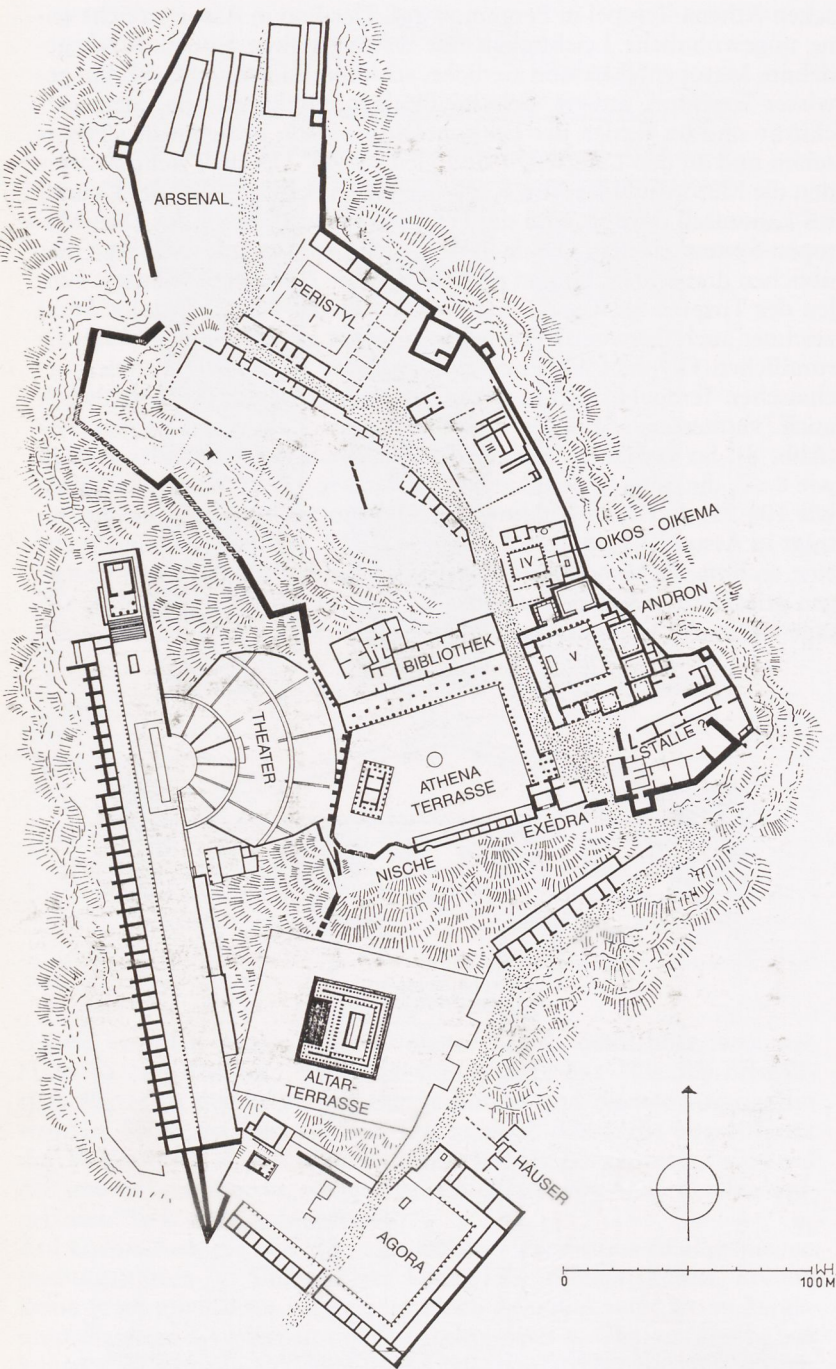 ARSENAL
PERISTYL
I
III
OIKOS - OIKEMA
IV
ANDRON
V
BIBLIOTHEK
THEATER
STÄLLE ?
ATHENA
TERRASSE
EXEDRA
NISCHE
ALTAR-
TERRASSE
HÄUSER
AGORA
0
100 M